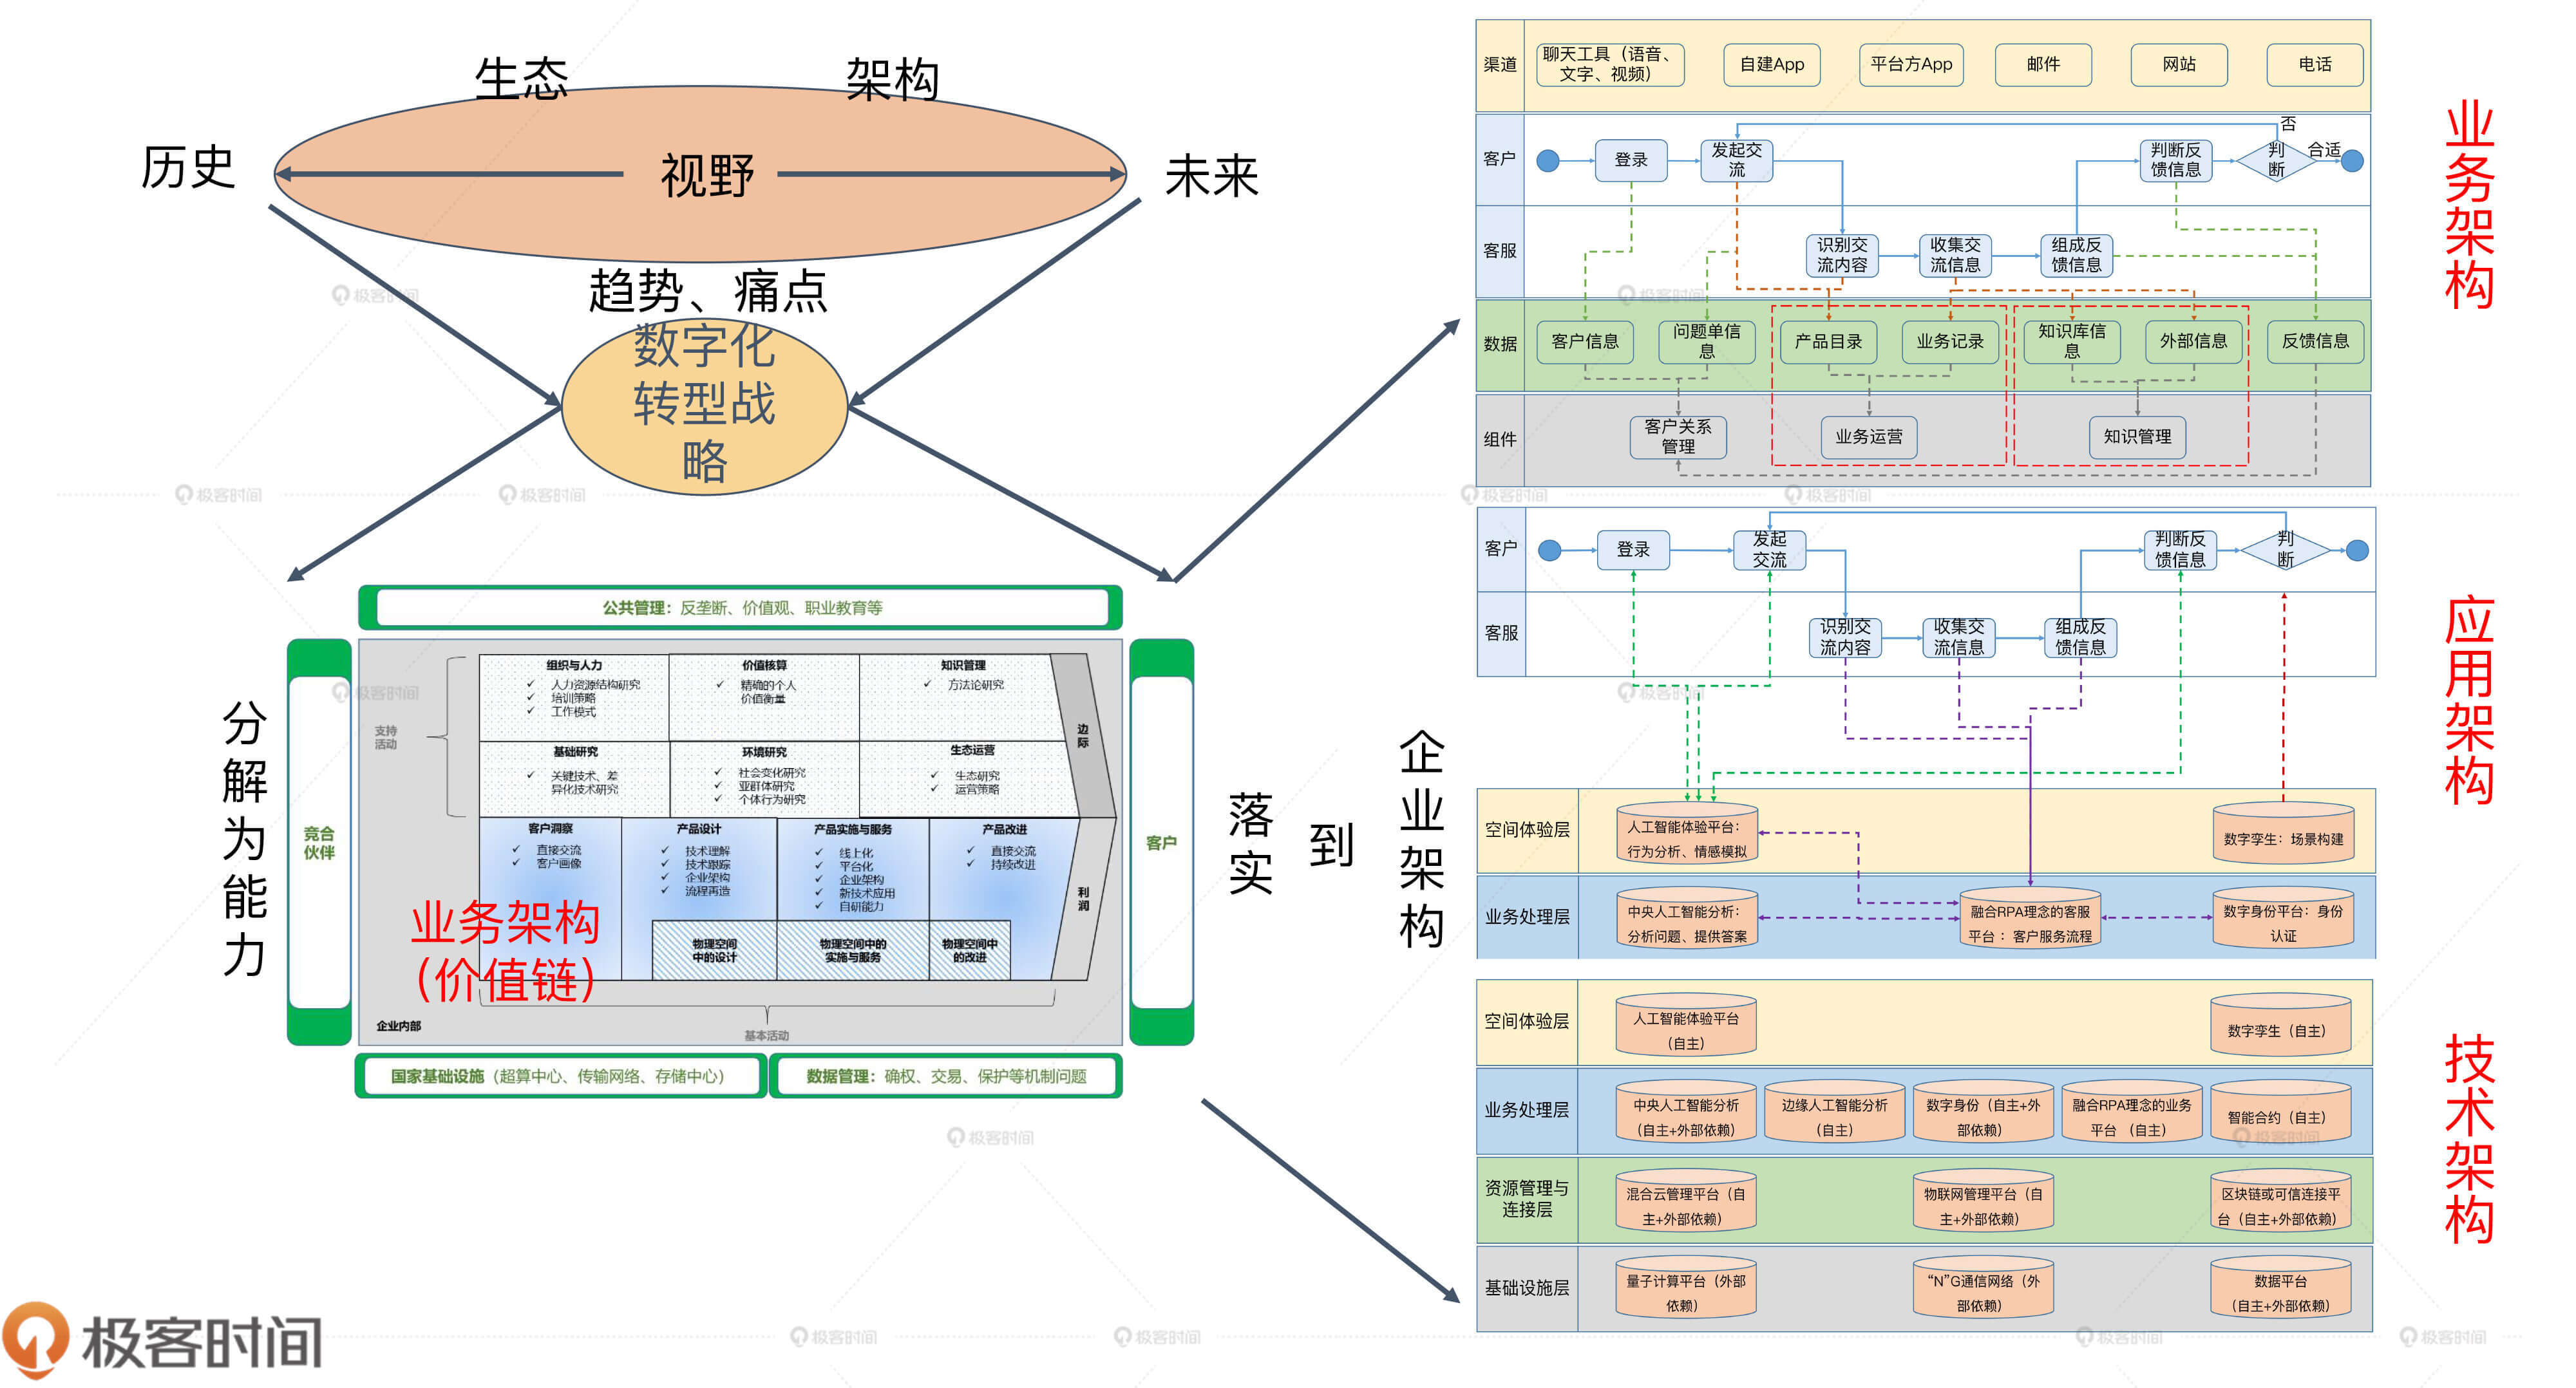 生态
架构
历史
视野
未来
趋势、痛点
数字化
转型战
略
分解为能力
落实
到
企业架构
公共管理：反垄断、价值观、职业教育等
竞合
伙伴
客户
支持
活动
组织与人力
✓ 人力资源结构研究
✓ 培训策略
✓ 工作模式
价值核算
✓ 精确的个人
价值衡量
知识管理
✓ 方法论研究
边际
基础研究
✓ 关键技术、差
异化技术研究
环境研究
✓ 社会变化研究
✓ 亚群体研究
✓ 个体行为研究
生态运营
✓ 生态研究
✓ 运营策略
客户洞察
✓ 直接交流
✓ 客户画像
产品设计
✓ 技术理解
✓ 技术跟踪
✓ 企业架构
✓ 流程再造
产品实施与服务
✓ 线上化
✓ 平台化
✓ 企业架构
✓ 新技术应用
✓ 自研能力
产品改进
✓ 直接交流
✓ 持续改进
利润
业务架构
（价值链）
物理空间
中的设计
物理空间中的
实施与服务
物理空间中
的改进
企业内部
基本活动
国家基础设施（超算中心、传输网络、存储中心）
数据管理：确权、交易、保护等机制问题
极客时间
业务架构
渠道
聊天工具（语音、
文字、视频）
自建App
平台方App
邮件
网站
电话
客户
登录
发起交
流
判断反
馈信息
判
断
否
合适
客服
识别交
流内容
收集交
流信息
组成反
馈信息
数据
客户信息
问题单信
息
产品目录
业务记录
知识库信
息
外部信息
反馈信息
组件
客户关系
管理
业务运营
知识管理
应用架构
客户
登录
发起
交流
判断反
馈信息
判
断
客服
识别交
流内容
收集交
流信息
组成反
馈信息
空间体验层
人工智能体验平台：
行为分析、情感模拟
数字孪生：场景构建
业务处理层
中央人工智能分析：
分析问题、提供答案
融合RPA理念的客服
平台：客户服务流程
数字身份平台：身份
认证
技术架构
空间体验层
人工智能体验平台
（自主）
数字孪生（自主）
业务处理层
中央人工智能分析
（自主+外部依赖）
边缘人工智能分析
（自主）
数字身份（自主+外
部依赖）
融合RPA理念的业务
平台 （自主）
智能合约（自主）
资源管理与
连接层
混合云管理平台（自
主+外部依赖）
物联网管理平台（自
主+外部依赖）
区块链或可信连接平
台（自主+外部依赖）
基础设施层
量子计算平台（外部
依赖）
“N”G通信网络（外
部依赖）
数据平台
（自主+外部依赖）